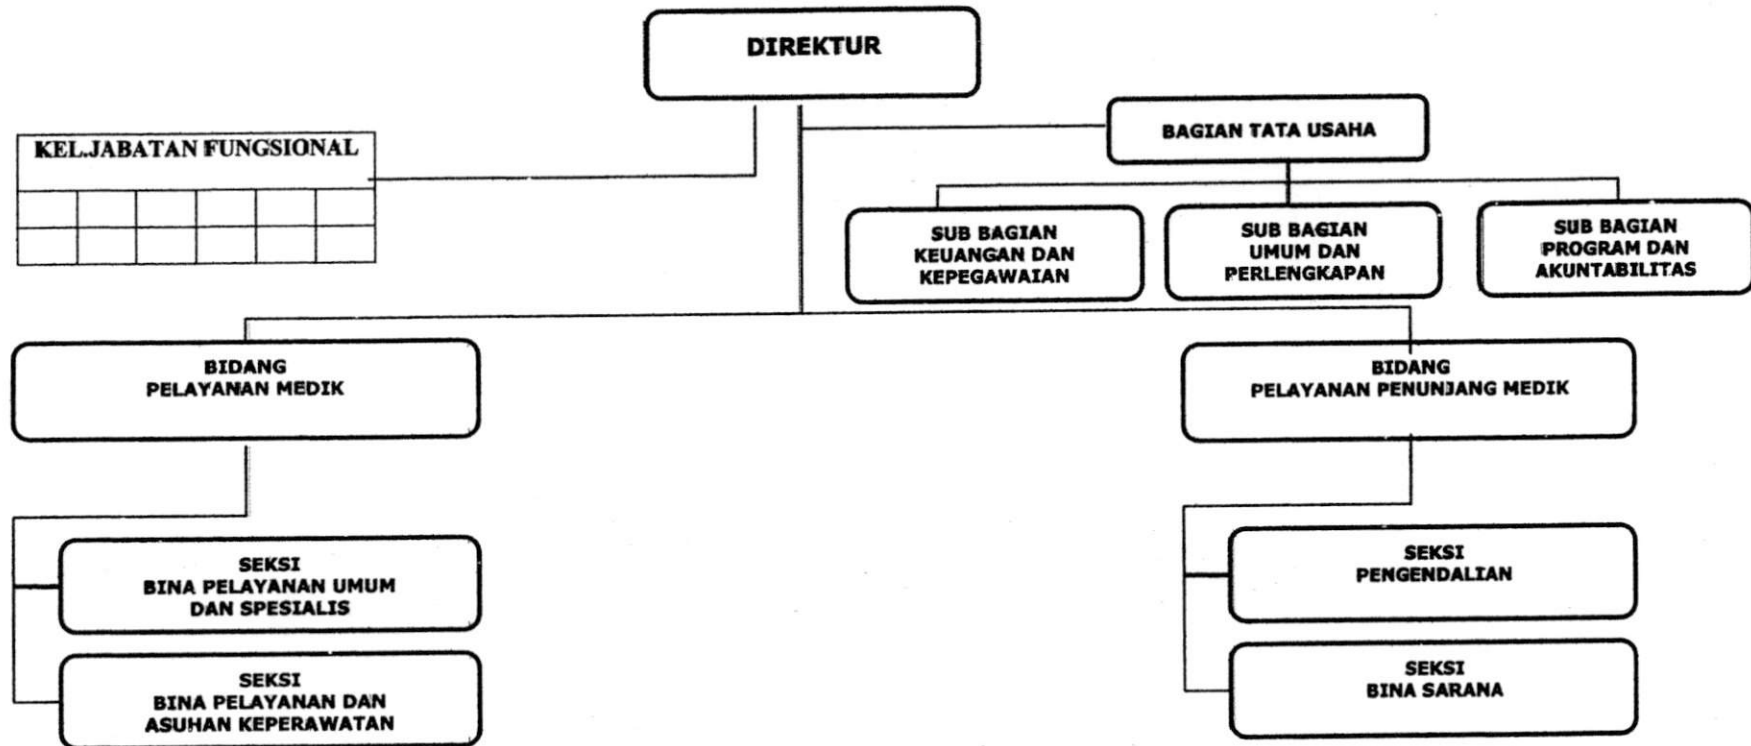 DIREKTUR
BAGIAN TATA USAHA
KEL.JABATAN FUNGSIONAL
SUB BAGIAN
KEUANGAN DAN
KEPEGAWAIAN
SUB BAGIAN
UMUM DAN
PERLENGKAPAN
SUB BAGIAN
PROGRAM DAN
AKUNTABILITAS
BIDANG
PELAYANAN MEDIK
BIDANG
PELAYANAN PENUNJANG MEDIK
SEKSI
BINA PELAYANAN UMUM
DAN SPESIALIS
SEKSI
PENGENDALIAN
SEKSI
BINA PELAYANAN DAN
ASUHAN KEPERAWATAN
SEKSI
BINA SARANA